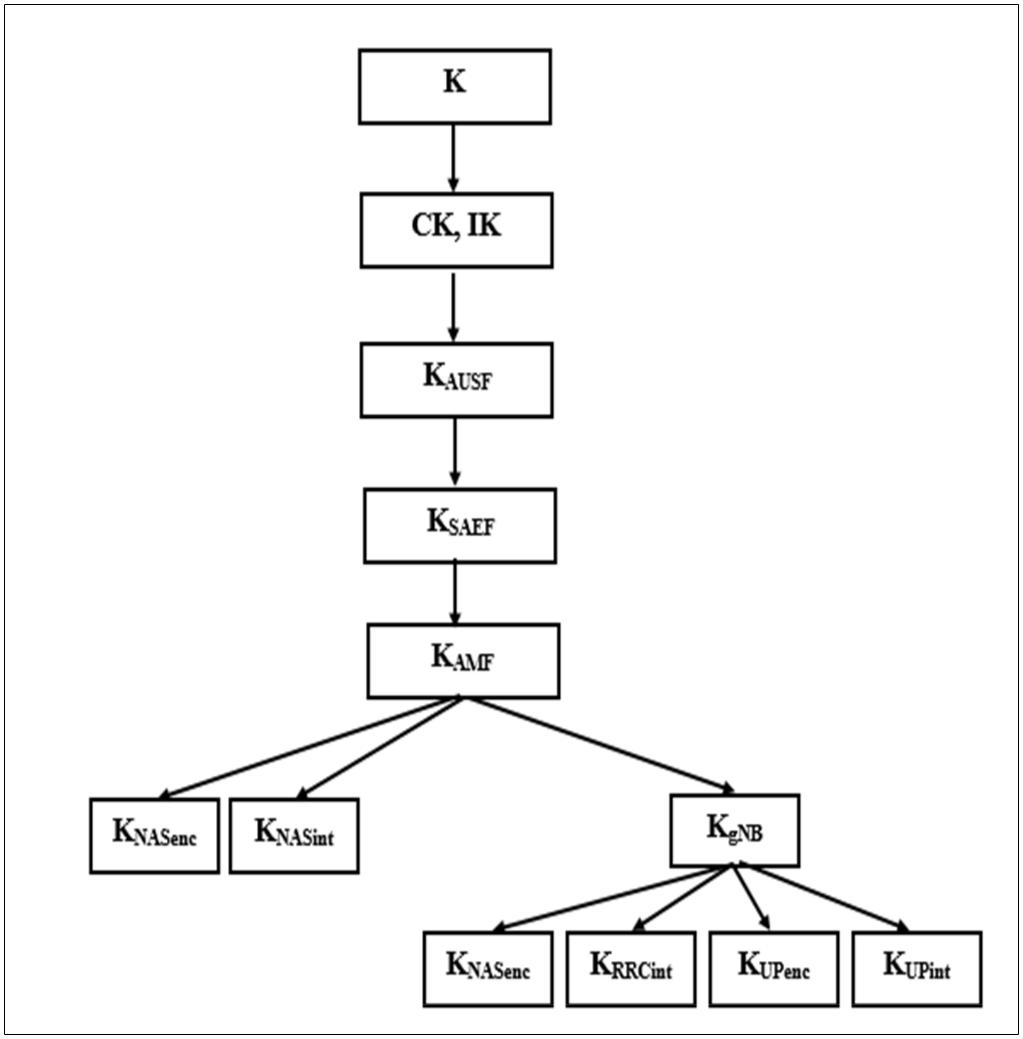 K
CK, IK
KAUSF
KSAEF
KAMF
KNASenc
KNASint
KgNB
KNASenc
KRRCint
KUPenc
KUPint